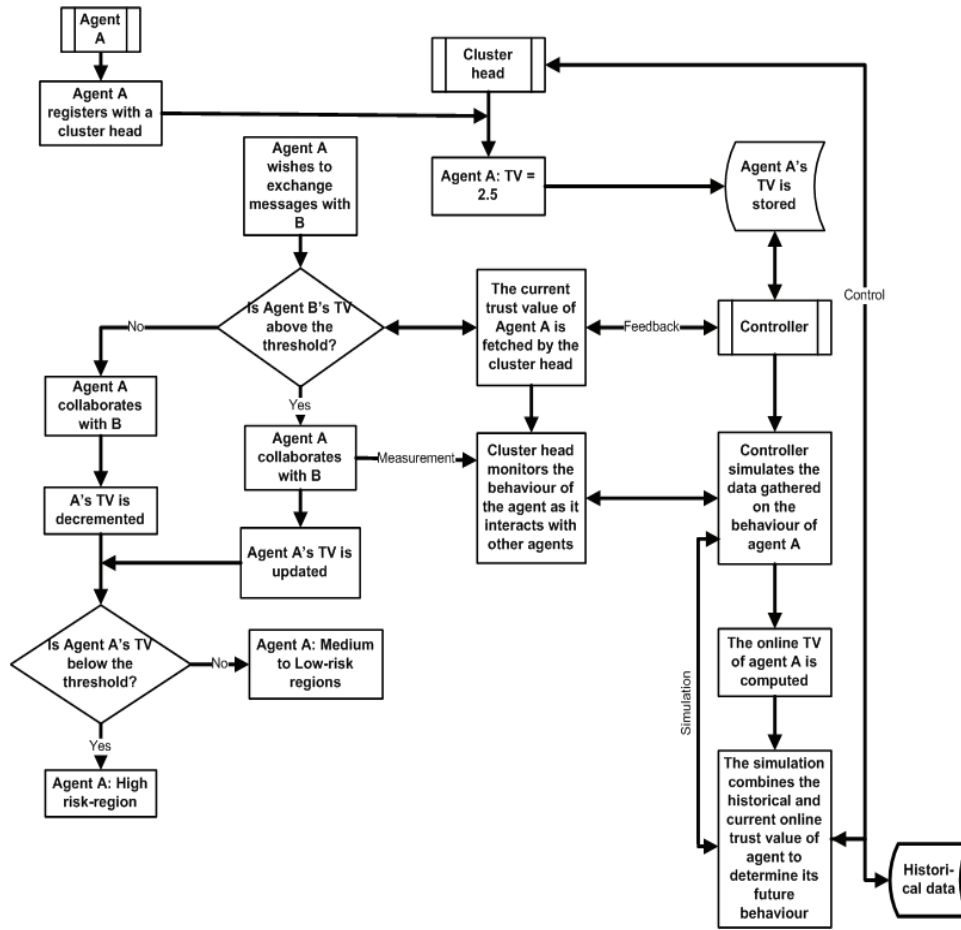 Agent
A
Cluster
head
Agent A
registers with a
cluster head
Agent A
wishes to
exchange
messages with
B
Agent A: TV =
2.5
Agent A's
TV is
stored
Is Agent B's TV
above the
threshold?
No
Yes
The current
trust value of
Agent A is
fetched by the
cluster head
Feedback
Controller
Control
Agent A
collaborates
with B
Agent A
collaborates
with B
Measurement
Cluster head
monitors the
behaviour of
the agent as it
interacts with
other agents
Controller
simulates the
data gathered
on the
behaviour of
agent A
A's TV is
decremented
Agent A's TV is
updated
Is Agent A's TV
below the
threshold?
No
Agent A: Medium
to Low-risk
regions
The online TV
of agent A is
computed
Simulation
Yes
Agent A: High
risk-region
The simulation
combines the
historical and
current online
trust value of
agent to
determine its
future
behaviour
Histori-
cal data